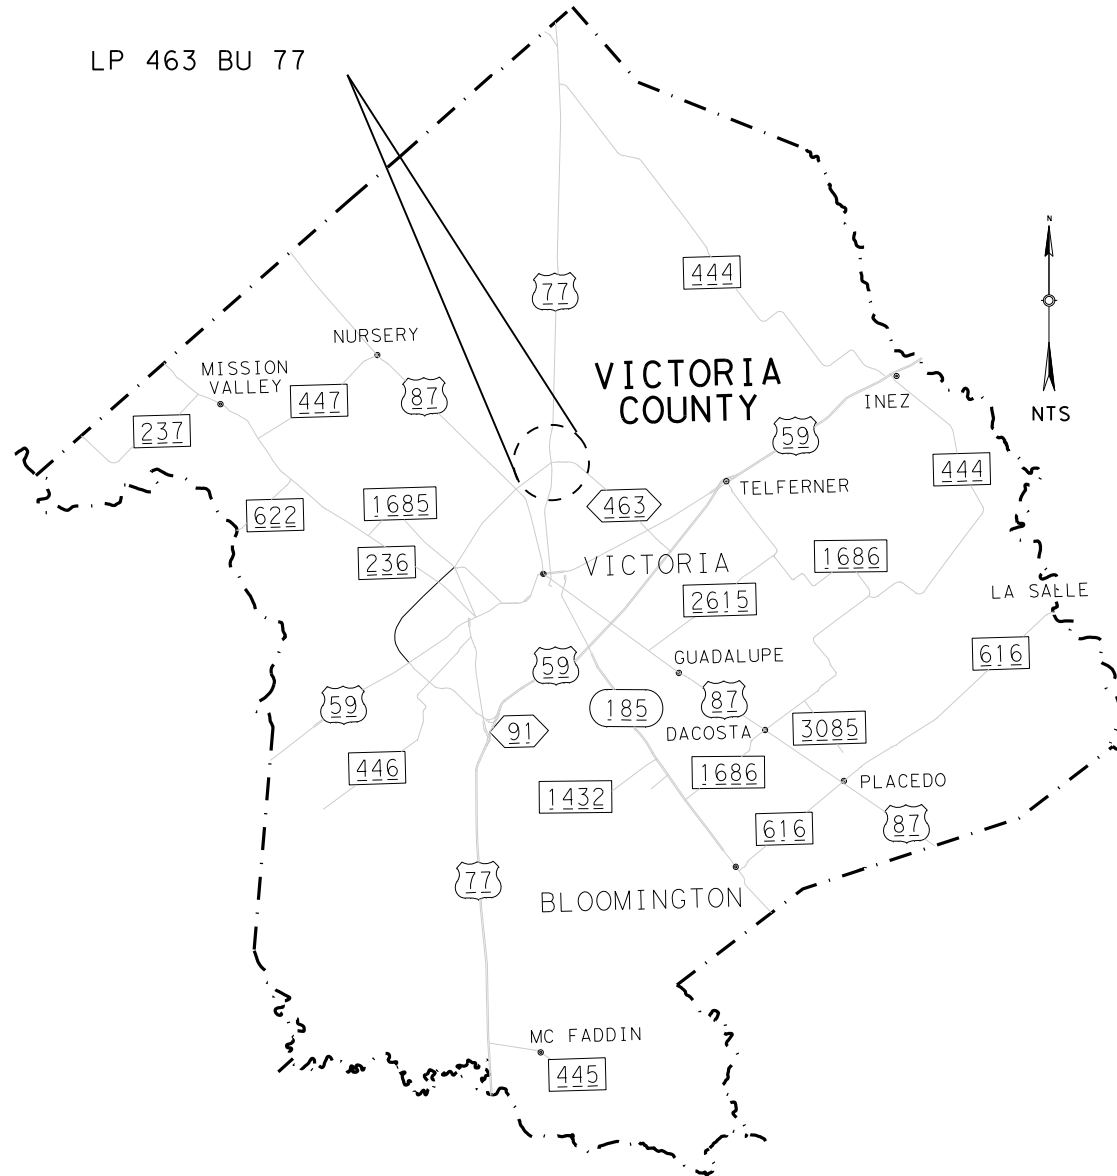 LP 463 BU 77
N
444
77
NURSERY
VICTORIA
COUNTY
MISSION
VALLEY
87
INEZ
447
NTS
237
59
444
TELFERNER
1685
463
622
236
VICTORIA
1686
2615
LA SALLE
GUADALUPE
616
59
87
59
185
DACOSTA
3085
91
446
1686
PLACEDO
1432
616
87
77
BLOOMINGTON
MC FADDIN
445